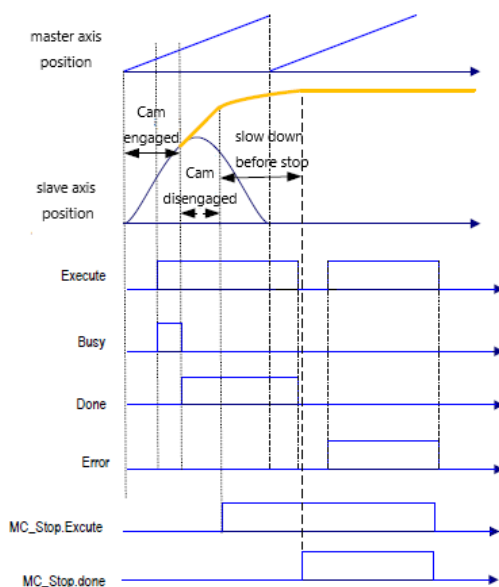 master axis
position
Cam
engaged
slow down
before stop
Cam
disengaged
slave axis
position
Execute
Busy
Done
Error
MC_Stop.Excute
MC_Stop.done